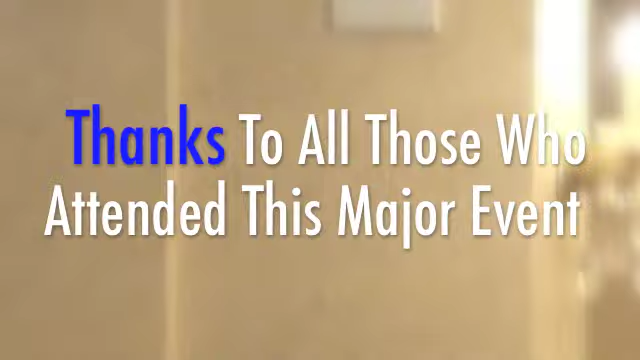 Thanks To All Those Who
Attended This Major Event